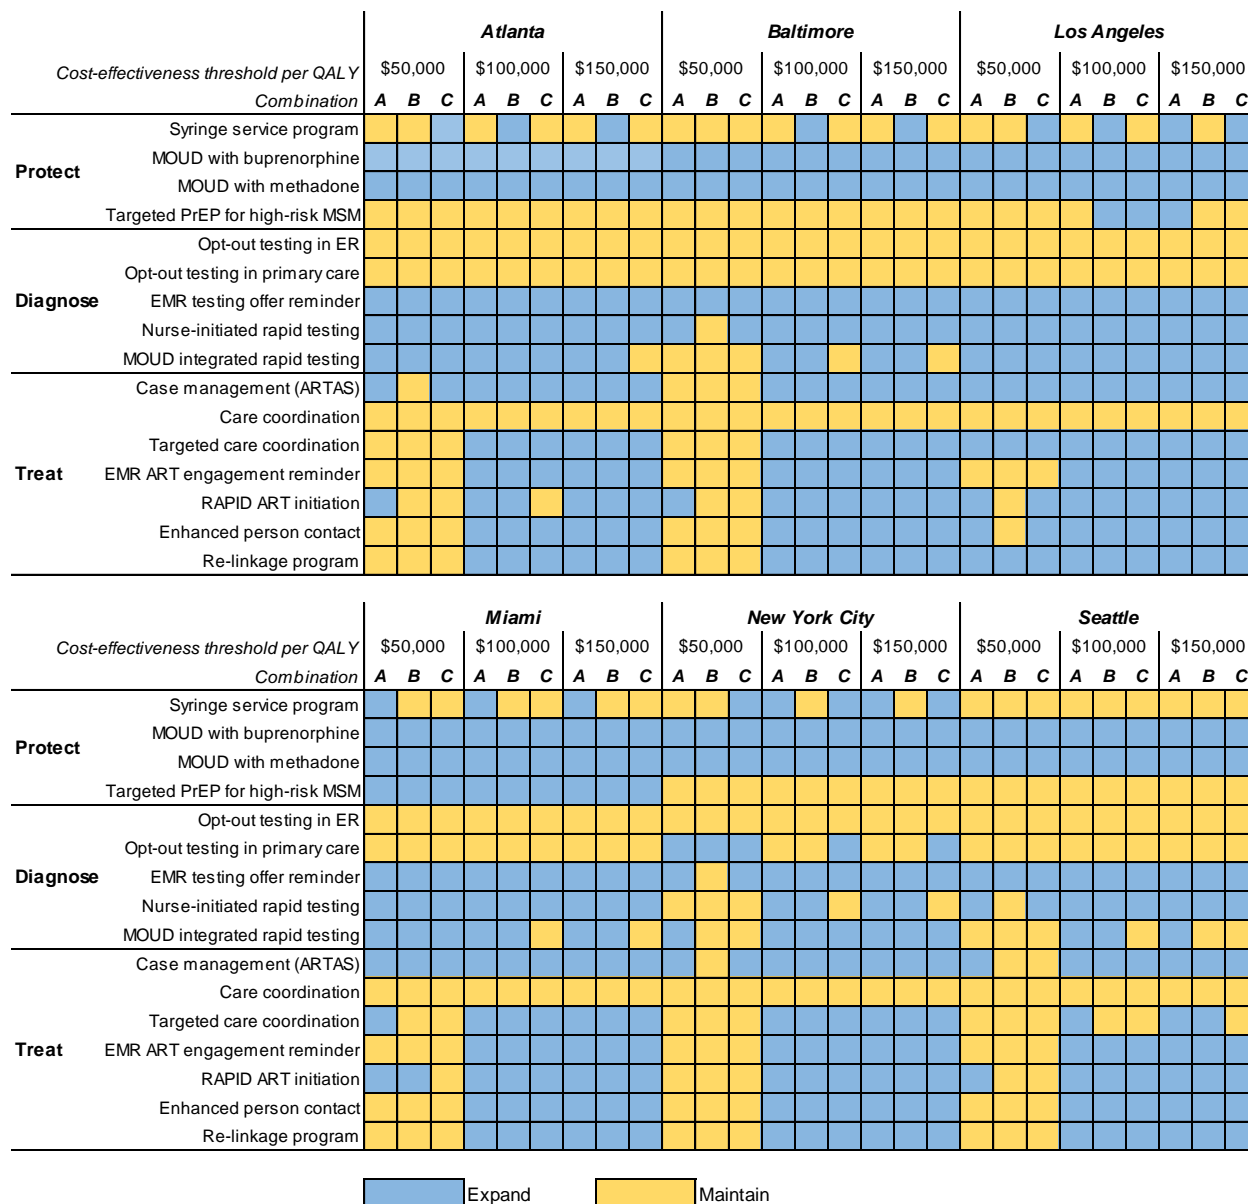 Atlanta Baltimore Los Angeles
Cost-effectiveness threshold per QALY $50,000 $100,000 $150,000 $50,000 $100,000 $150,000 $50,000 $100,000 $150,000
Combination A B C A B C A B C A B C A B C A B C A B C A B C A B C
Syringe service program
MOUD with buprenorphine
Protect
MOUD with methadone
Targeted PrEP for high-risk MSM
Opt-out testing in ER
Opt-out testing in primary care
Diagnose EMR testing offer reminder
Nurse-initiated rapid testing
MOUD integrated rapid testing
Case management (ARTAS)
Care coordination
Targeted care coordination
Treat EMR ART engagement reminder
RAPID ART initiation
Enhanced person contact
Re-linkage program
Miami New York City Seattle
Cost-effectiveness threshold per QALY $50,000 $100,000 $150,000 $50,000 $100,000 $150,000 $50,000 $100,000 $150,000
Combination A B C A B C A B C A B C A B C A B C A B C A B C A B C
Syringe service program
MOUD with buprenorphine
Protect
MOUD with methadone
Targeted PrEP for high-risk MSM
Opt-out testing in ER
Opt-out testing in primary care
Diagnose EMR testing offer reminder
Nurse-initiated rapid testing
MOUD integrated rapid testing
Case management (ARTAS)
Care coordination
Targeted care coordination
Treat EMR ART engagement reminder
RAPID ART initiation
Enhanced person contact
Re-linkage program
Expand Maintain